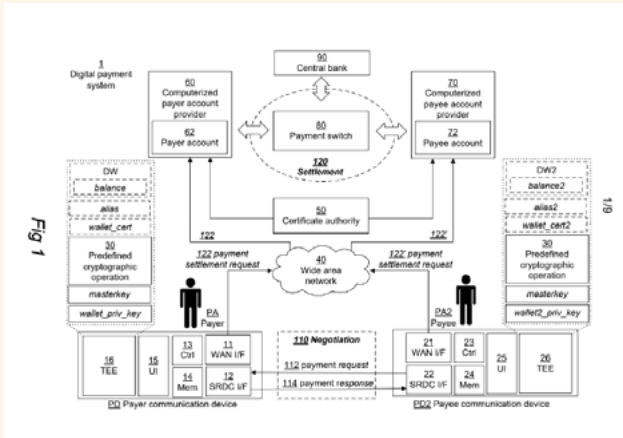 1
Digital payment
system
90
Central bank
60
Computerized
payer account
provider
62
Payer account
80
Payment switch
120
Settlement
70
Computerized
payee account
provider
72
Payee account
50
Certificate authority
122
122'
122 payment
settlement request
40
Wide area
network
122' payment
settlement request
DW
balance
alias
wallet_cert
30
Predefined
cryptographic
operation
masterkey
wallet_priv_key
DW2
balance2
alias2
wallet_cert2
30
Predefined
cryptographic
operation
masterkey
wallet2_priv_key
1/9
Fig 1
PA
Payer
PA2
Payee
16
TEE
15
UI
13
Ctrl
14
Mem
11
WAN I/F
12
SRDC I/F
110 Negotiation
112 payment request
114 payment response
21
WAN I/F
22
SRDC I/F
23
Ctrl
24
Mem
25
UI
26
TEE
PD Payer communication device
PD2 Payee communication device